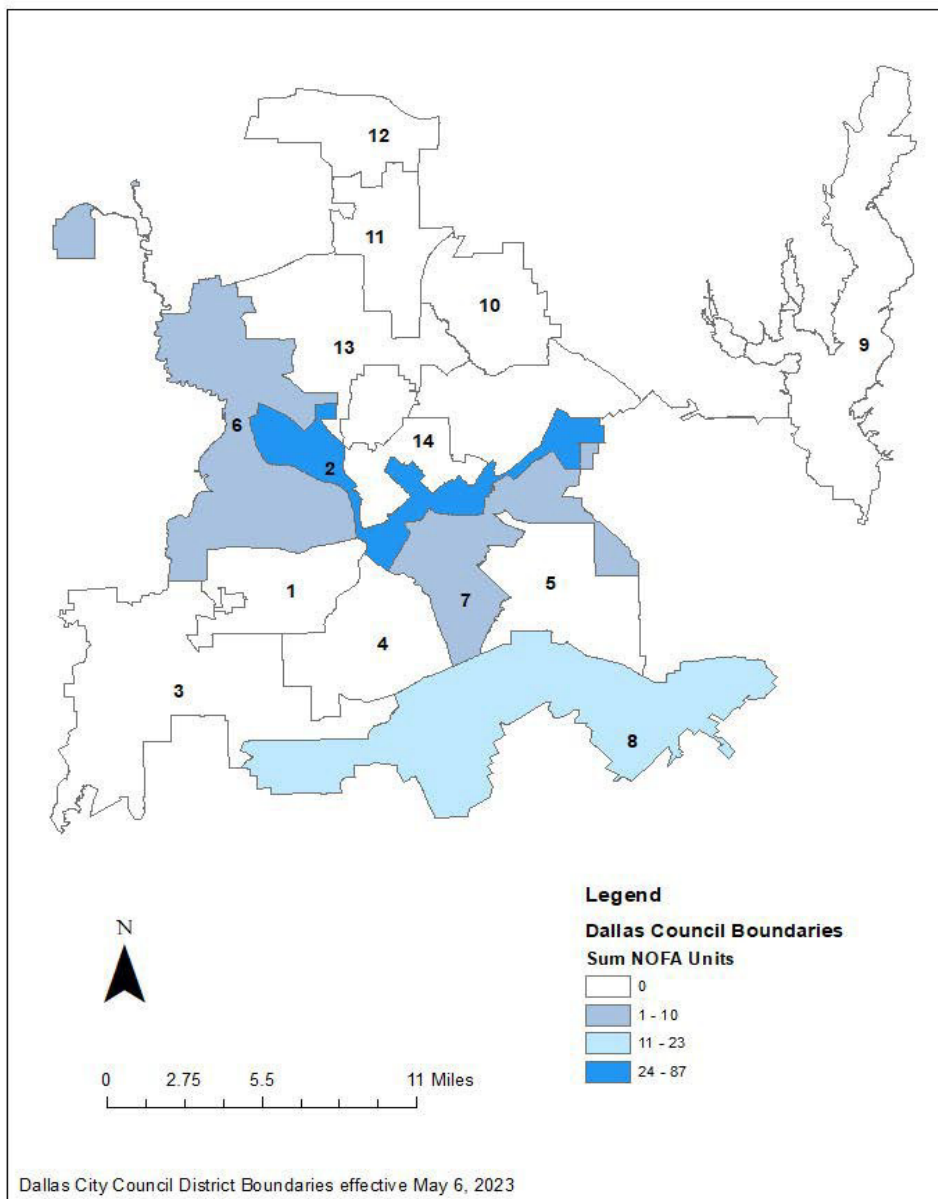 12
11
10
13
9
6
14
2
1
5
7
4
3
8
Legend
Dallas Council Boundaries
Sum NOFA Units
0
1 - 10
11 - 23
24 - 87
N
0 2.75 5.5 11 Miles
Dallas City Council District Boundaries effective May 6, 2023